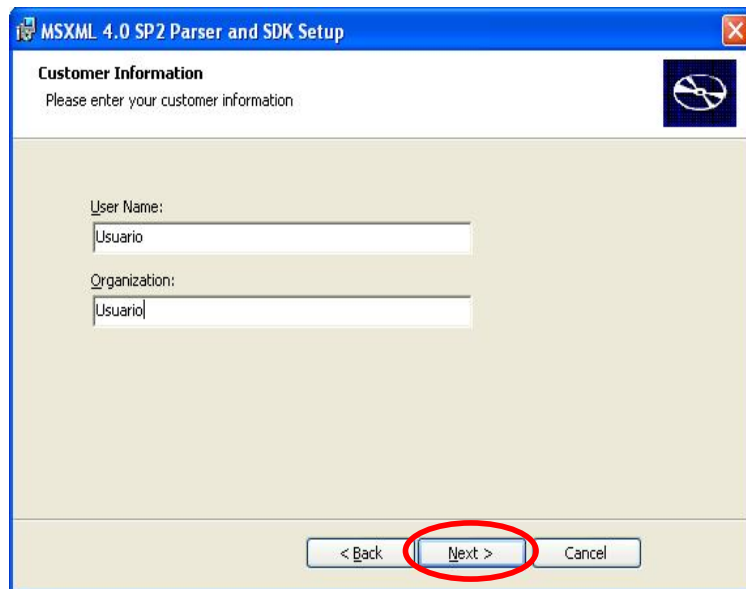 MSXML 4.0 SP2 Parser and SDK Setup
Customer Information
Please enter your customer information
User Name:
Usuario
Organization:
Usuario
< Back Next > Cancel